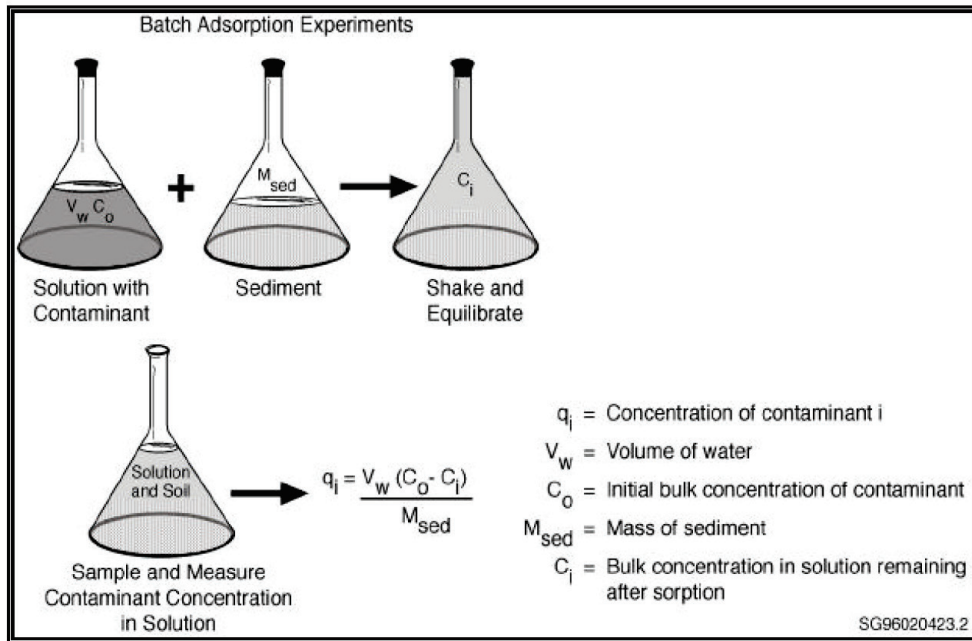 Batch Adsorption Experiments
V_w C_o
+
M_sed
C_i
Solution with
Contaminant
Sediment
Shake and
Equilibrate
Solution
and Soil
Sample and Measure
Contaminant Concentration
in Solution
q_i = V_w (C_o - C_i)
M_sed
q_i = Concentration of contaminant i
V_w = Volume of water
C_o = Initial bulk concentration of contaminant
M_sed = Mass of sediment
C_i = Bulk concentration in solution remaining
after sorption
SG96020423.2